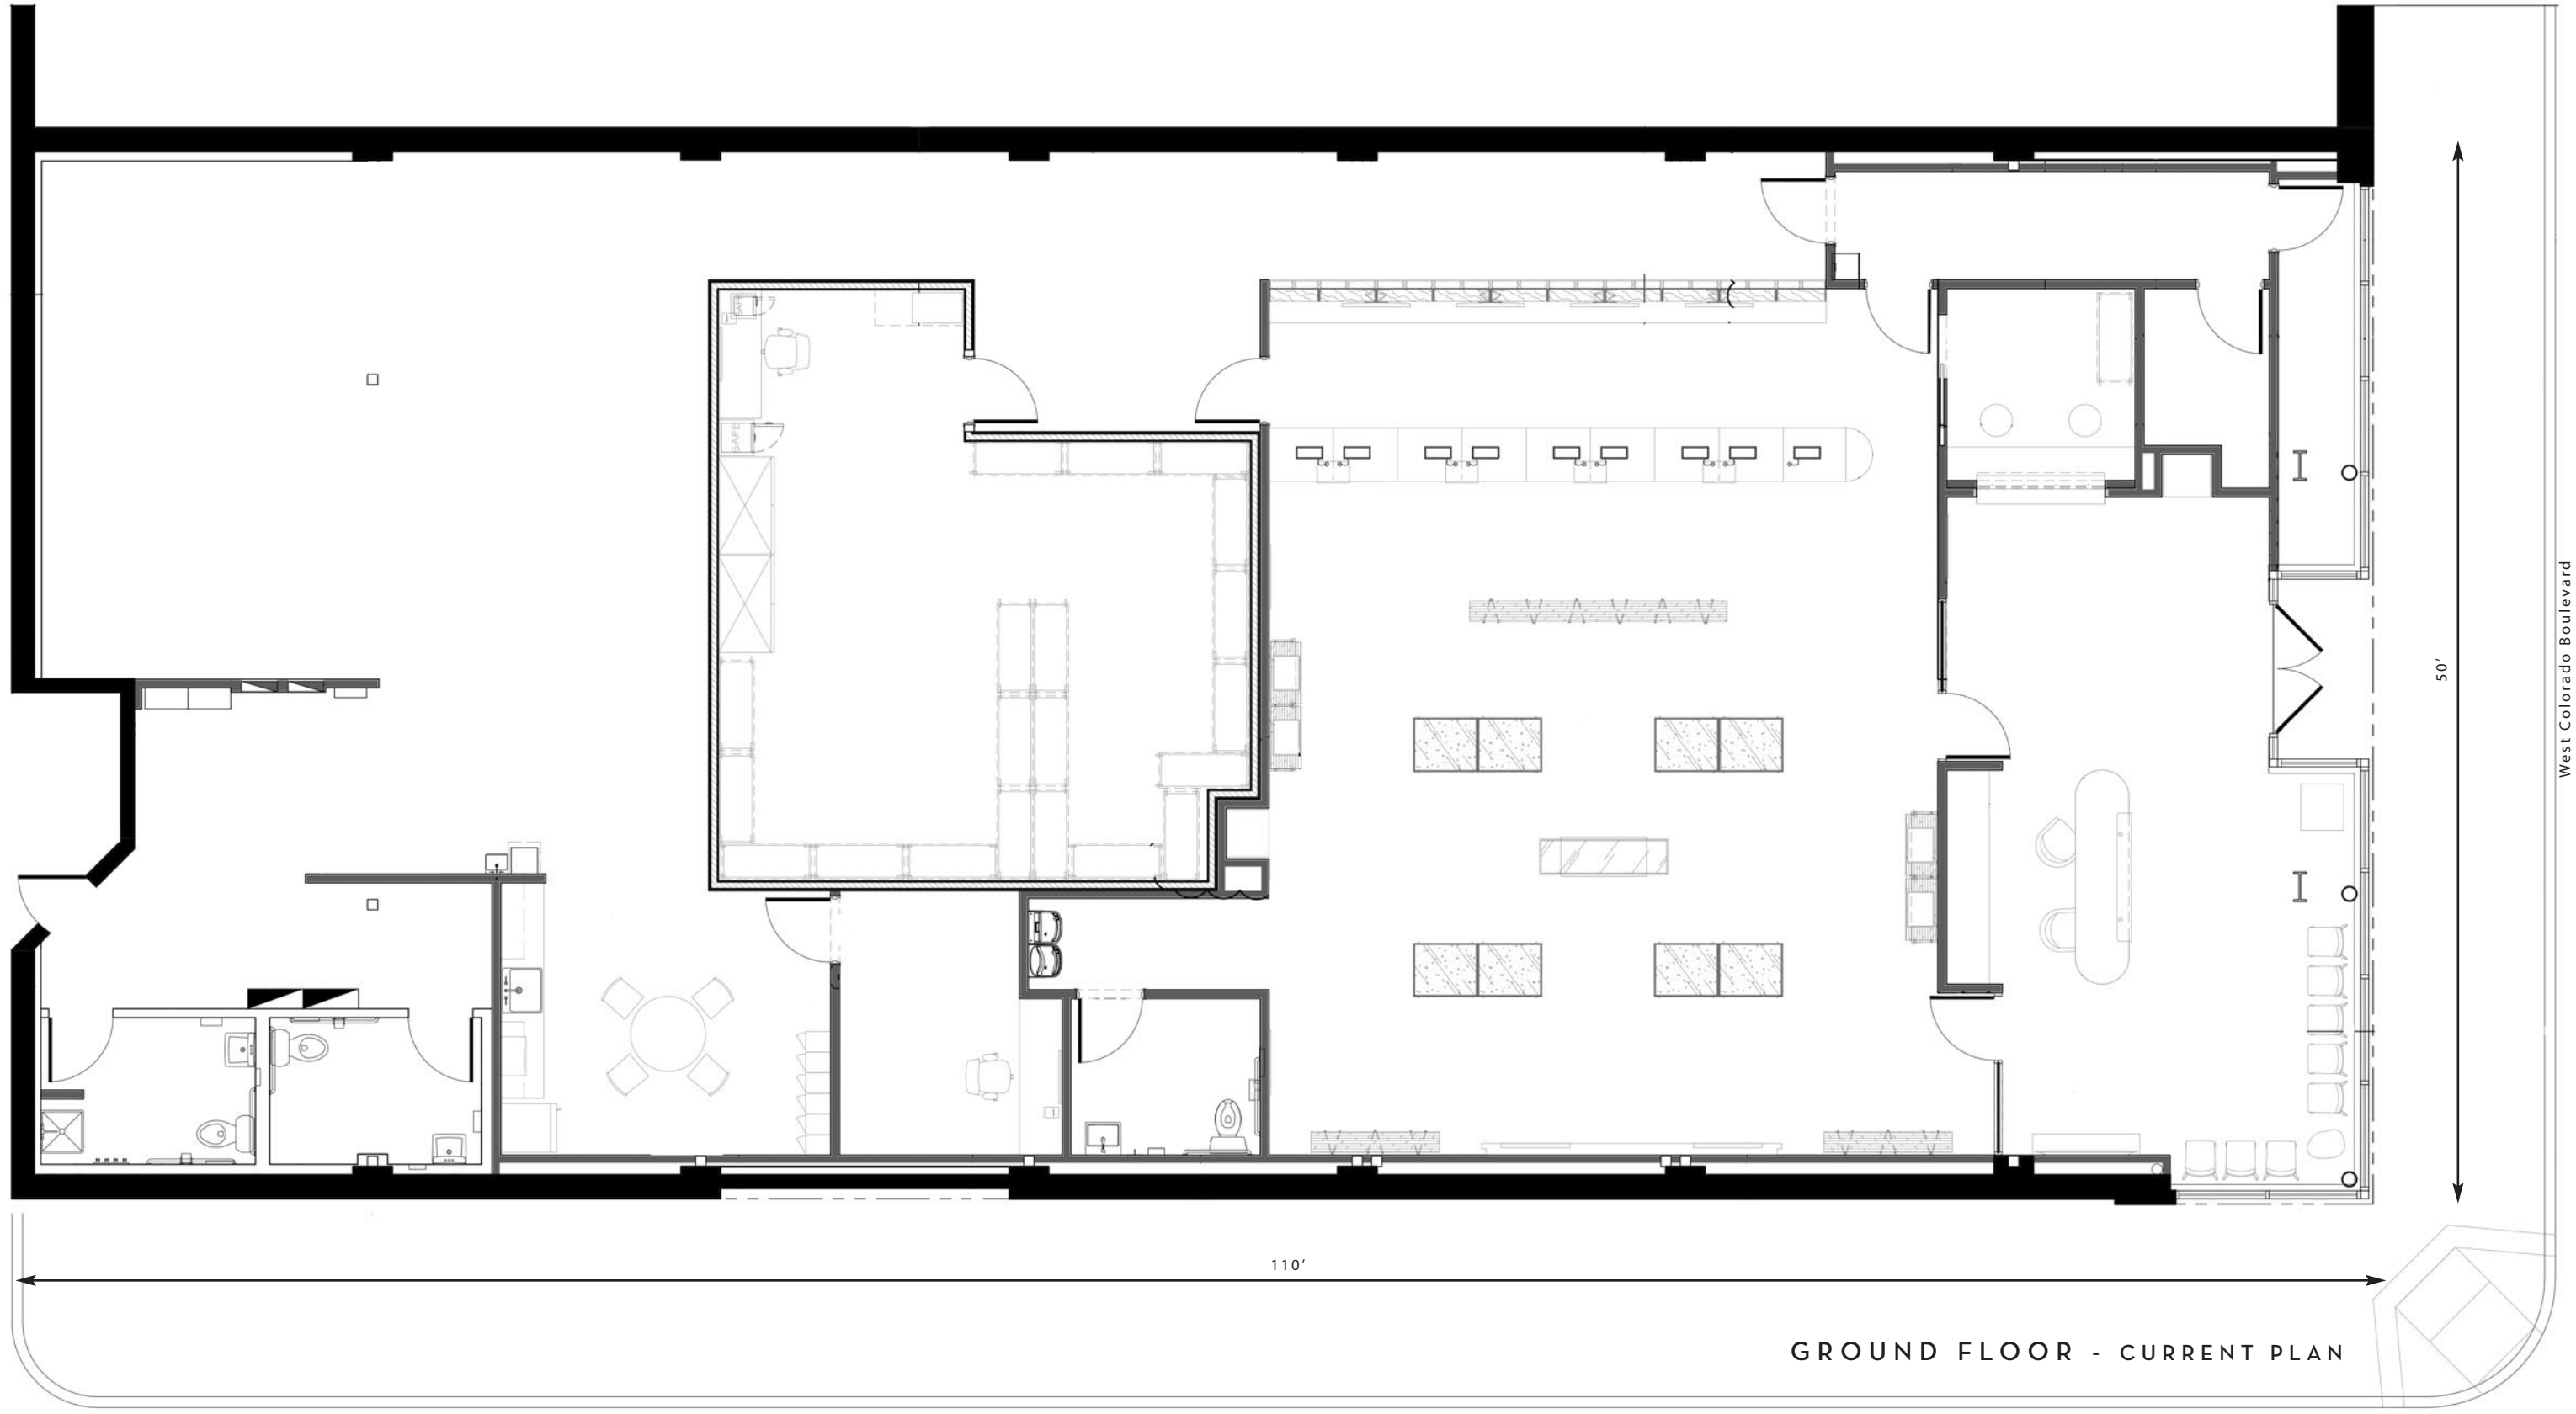 SAFE
50′
West Colorado Boulevard
110′
GROUND FLOOR - CURRENT PLAN